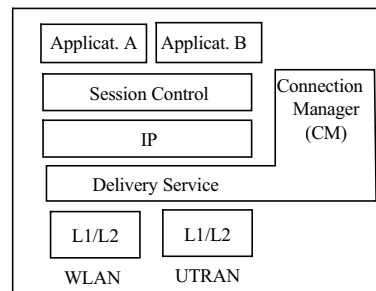 Applicat. A
Applicat. B
Session Control
IP
Delivery Service
Connection
Manager
(CM)
L1/L2
L1/L2
WLAN
UTRAN